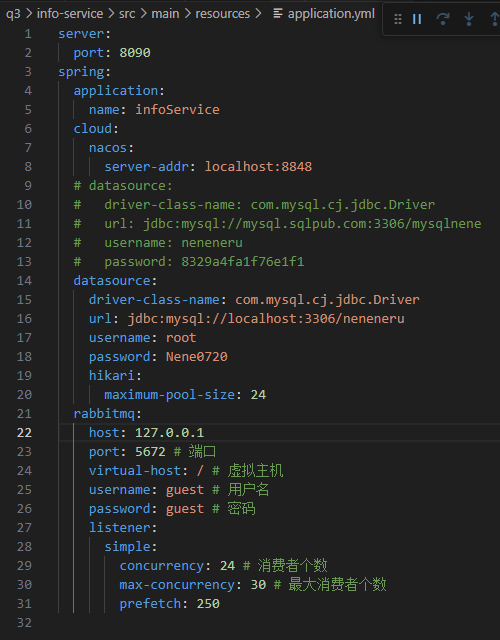 q3 > info-service > src > main > resources > application.yml
1 server:
2   port: 8090
3 spring:
4   application:
5     name: infoService
6   cloud:
7     nacos:
8       server-addr: localhost:8848
9   # datasource:
10   #   driver-class-name: com.mysql.cj.jdbc.Driver
11   #   url: jdbc:mysql://mysql.sqlpub.com:3306/mysqlnene
12   #   username: neneneru
13   #   password: 8329a4fa1f76e1f1
14   datasource:
15     driver-class-name: com.mysql.cj.jdbc.Driver
16     url: jdbc:mysql://localhost:3306/neneneru
17     username: root
18     password: Nene0720
19     hikari:
20       maximum-pool-size: 24
21   rabbitmq:
22     host: 127.0.0.1
23     port: 5672 # 端口
24     virtual-host: / # 虚拟主机
25     username: guest # 用户名
26     password: guest # 密码
27     listener:
28       simple:
29         concurrency: 24 # 消费者个数
30         max-concurrency: 30 # 最大消费者个数
31         prefetch: 250
32